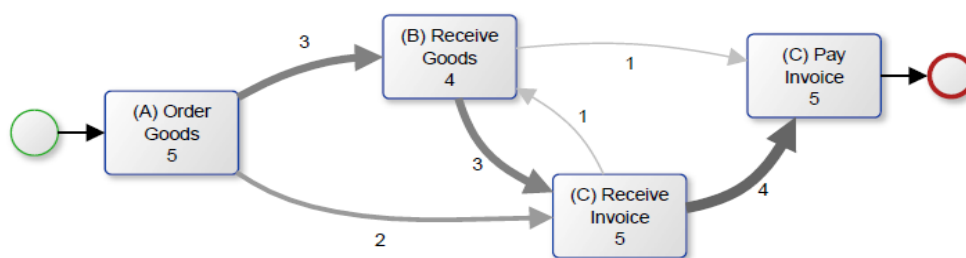 3
(A) Order
Goods
5
(B) Receive
Goods
4
1
(C) Pay
Invoice
5
1
3
2
(C) Receive
Invoice
5
4